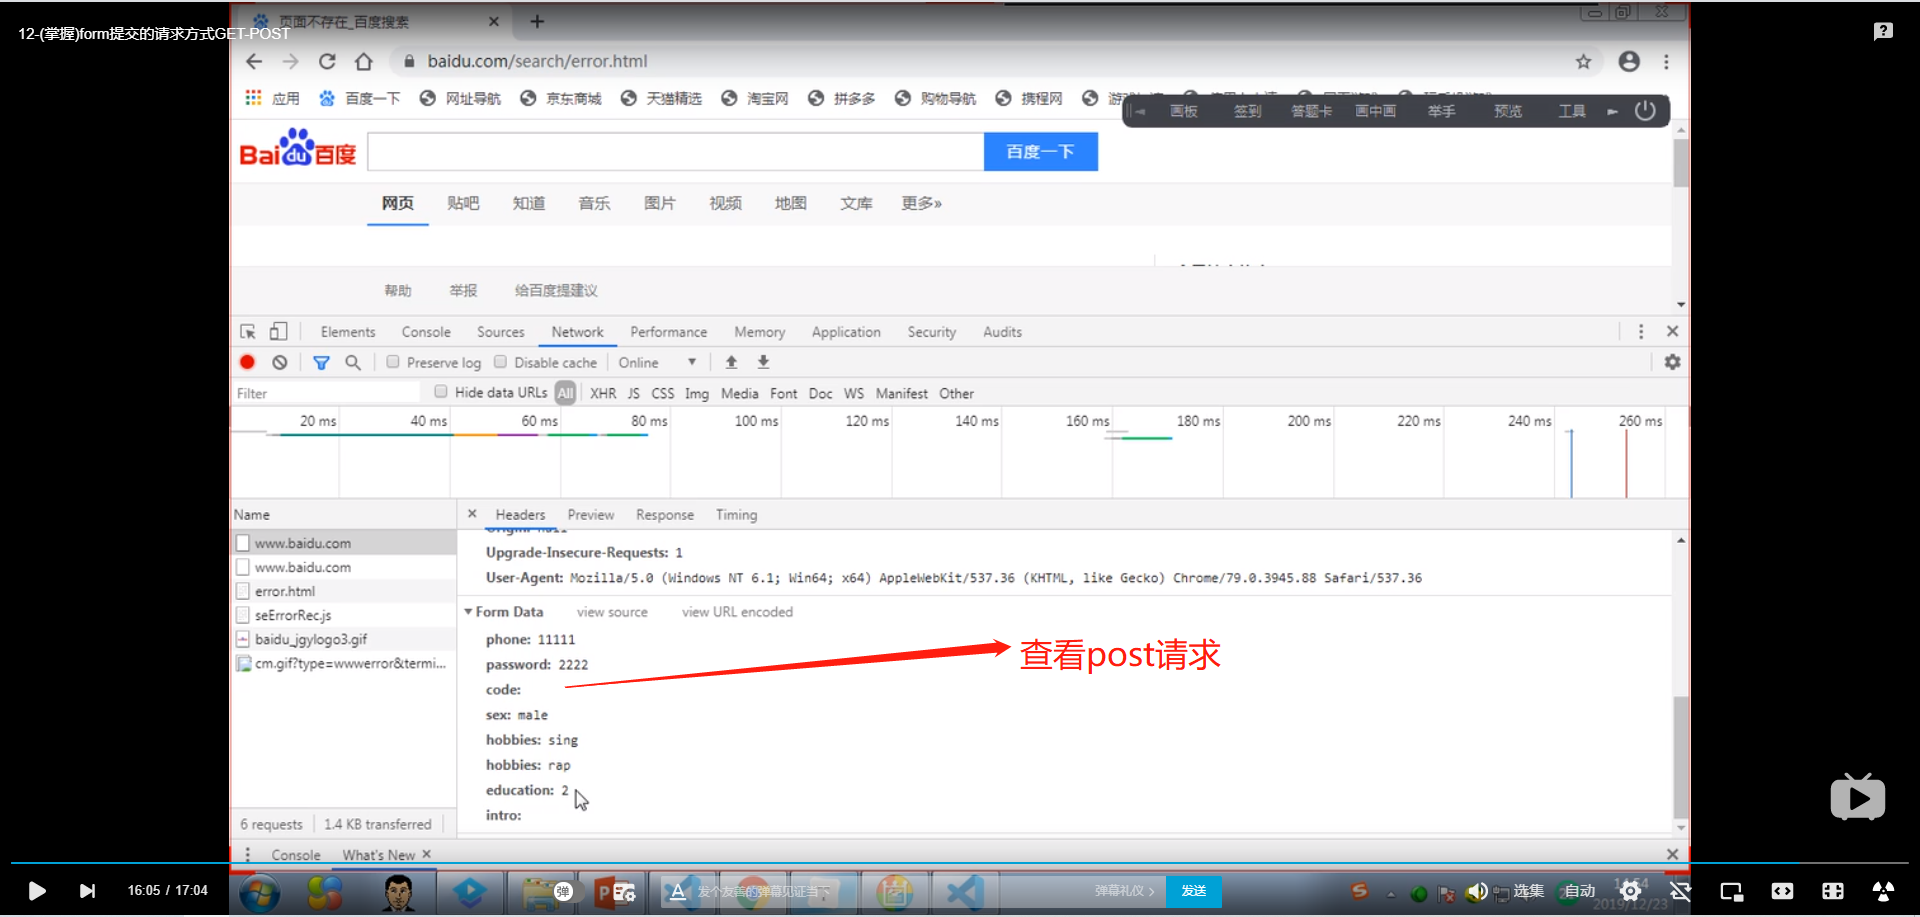 页面不存在_百度搜索
12-(掌握)form提交的请求方式GET-POST
baidu.com/search/error.html
应用 百度一下 网址导航 京东商城 天猫精选 淘宝网 拼多多 购物导航 携程网
画板 签到 答题卡 画中画 举手 预览 工具
Baidu百度 百度一下
网页 贴吧 知道 音乐 图片 视频 地图 文库 更多»
帮助 举报 给百度提建议
Elements Console Sources Network Performance Memory Application Security Audits
Preserve log Disable cache Online
Filter Hide data URLs All XHR JS CSS Img Media Font Doc WS Manifest Other
20 ms 40 ms 60 ms 80 ms 100 ms 120 ms 140 ms 160 ms 180 ms 200 ms 220 ms 240 ms 260 ms
Name Headers Preview Response Timing
www.baidu.com
www.baidu.com
error.html
seErrorRec.js
baidu_jgylogo3.gif
cm.gif?type=wwwerror&termi...
Upgrade-Insecure-Requests: 1
User-Agent: Mozilla/5.0 (Windows NT 6.1; Win64; x64) AppleWebKit/537.36 (KHTML, like Gecko) Chrome/79.0.3945.88 Safari/537.36
Form Data view source view URL encoded
phone: 11111
password: 2222
code:
sex: male
hobbies: sing
hobbies: rap
education: 2
intro:
查看post请求
6 requests 1.4 KB transferred
Console What's New
16:05 / 17:04 弹 发个友善的弹幕见证当下 弹幕礼仪 发送 选集 自动
2019/12/23